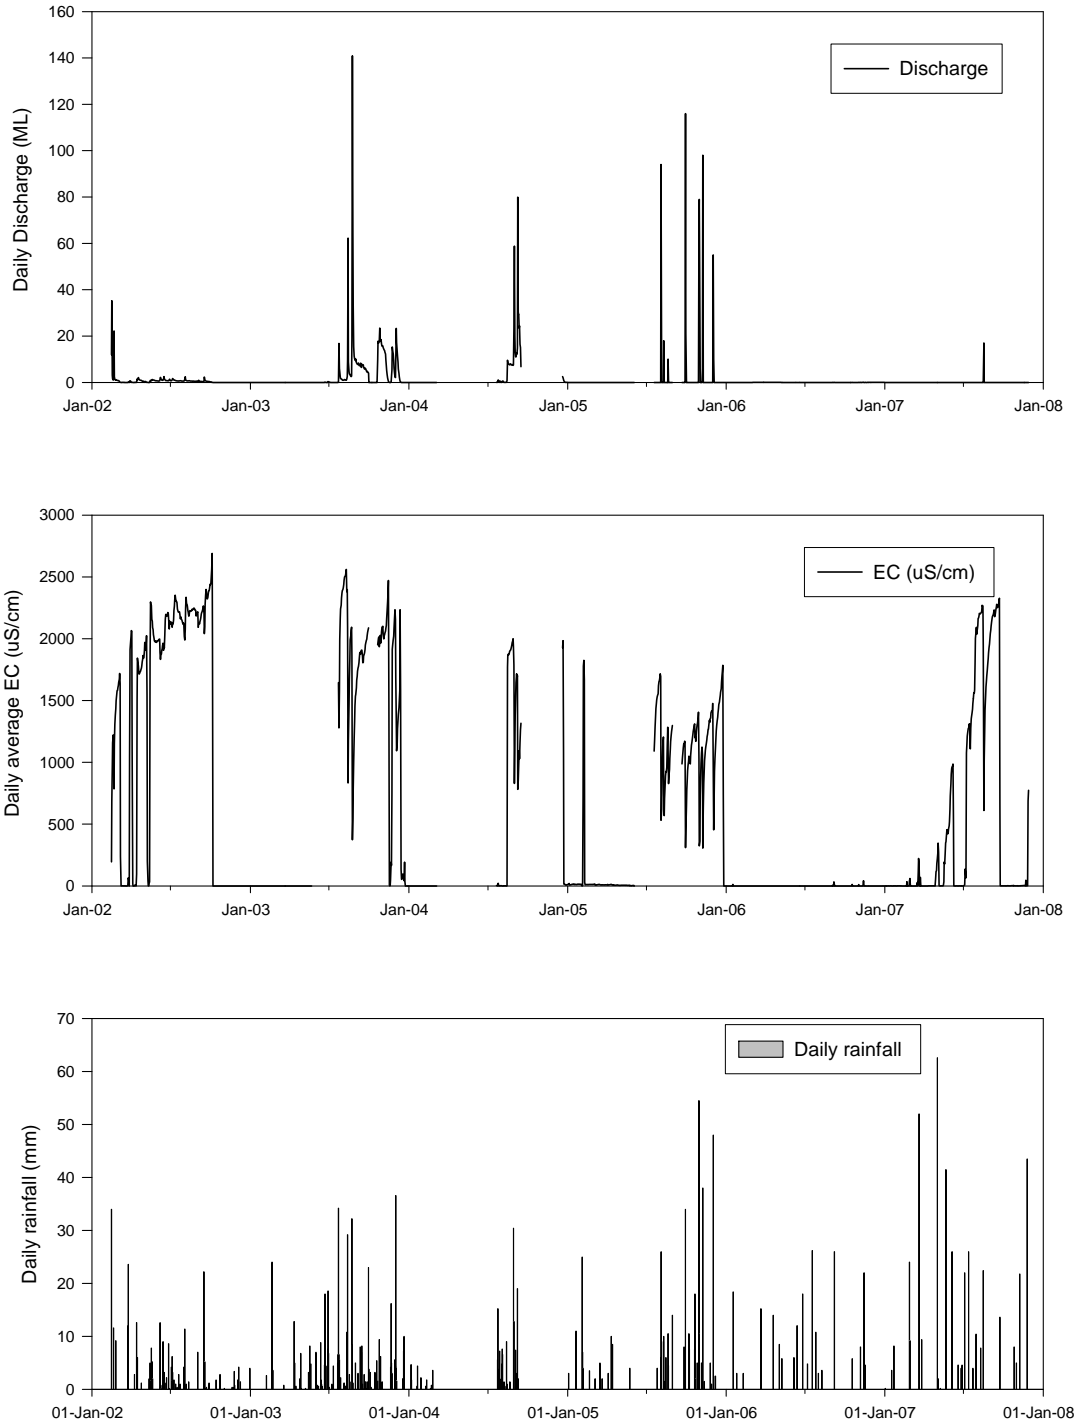 160
140
120
100
80
60
40
20
0
Daily Discharge (ML)
Discharge
Jan-02 Jan-03 Jan-04 Jan-05 Jan-06 Jan-07 Jan-08
3000
2500
2000
1500
1000
500
0
Daily average EC (uS/cm)
EC (uS/cm)
Jan-02 Jan-03 Jan-04 Jan-05 Jan-06 Jan-07 Jan-08
70
60
50
40
30
20
10
0
Daily rainfall (mm)
Daily rainfall
01-Jan-02 01-Jan-03 01-Jan-04 01-Jan-05 01-Jan-06 01-Jan-07 01-Jan-08